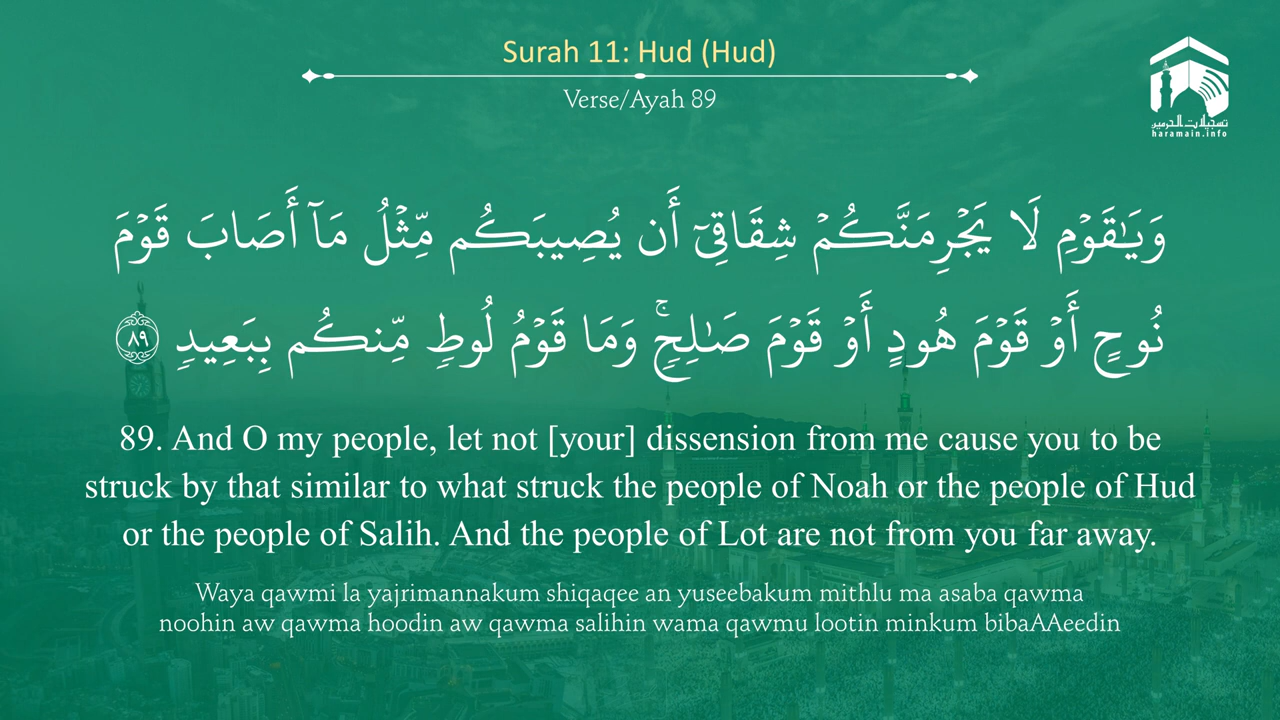 Surah 11: Hud (Hud)
Verse/Ayah 89
تسجيلات الحرمين
haramain.info
وَيَـٰقَوْمِ لَا يَجْرِمَنَّكُمْ شِقَاقِىٓ أَن يُصِيبَكُم مِّثْلُ مَآ أَصَابَ قَوْمَ
نُوحٍ أَوْ قَوْمَ هُودٍ أَوْ قَوْمَ صَـٰلِحٍۚ وَمَا قَوْمُ لُوطٍ مِّنكُم بِبَعِيدٍ ٨٩
89. And O my people, let not [your] dissension from me cause you to be
struck by that similar to what struck the people of Noah or the people of Hud
or the people of Salih. And the people of Lot are not from you far away.
Waya qawmi la yajrimannakum shiqaqee an yuseebakum mithlu ma asaba qawma
noohin aw qawma hoodin aw qawma salihin wama qawmu lootin minkum bibaAAeedin